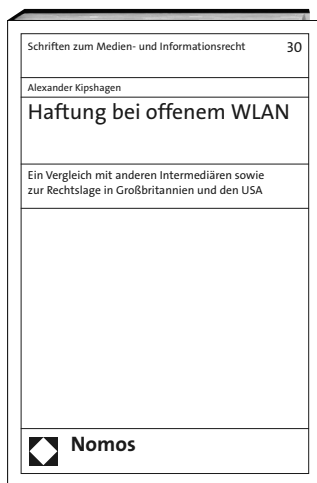 Schriften zum Medien- und Informationsrecht 30
Alexander Kipshagen
Haftung bei offenem WLAN
Ein Vergleich mit anderen Intermediären sowie
zur Rechtslage in Großbritannien und den USA
Nomos